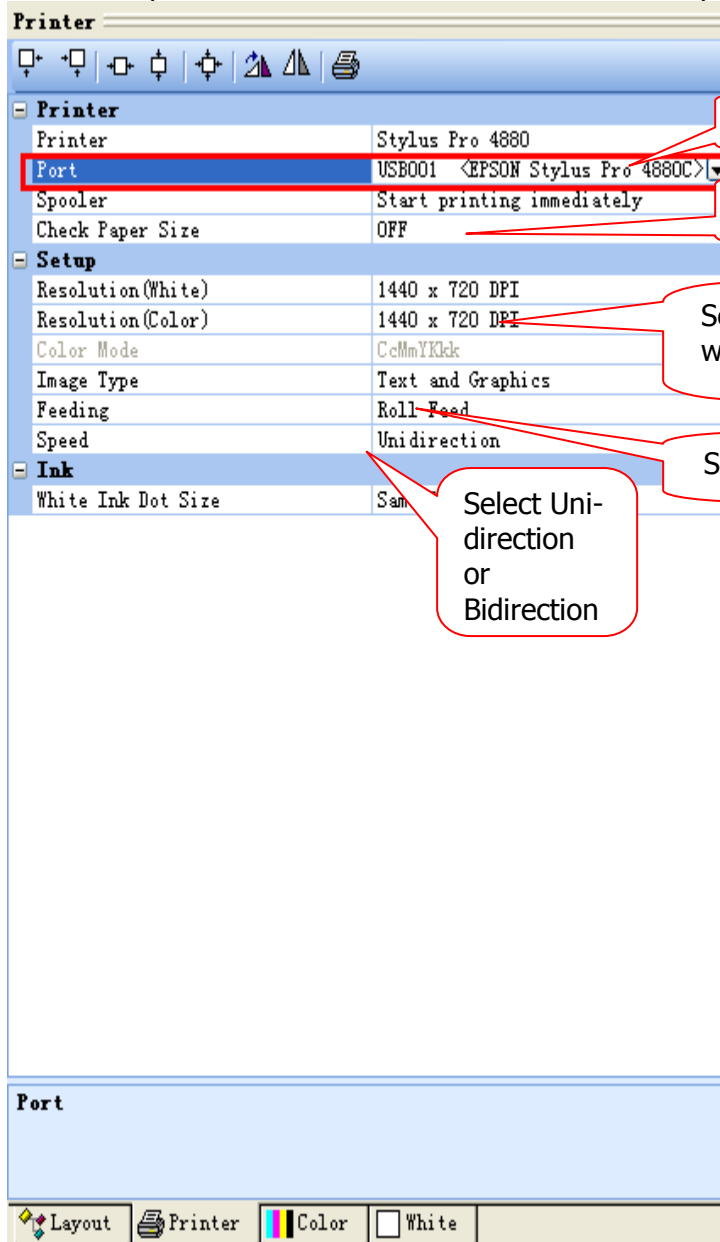 Printer
Printer
Printer Stylus Pro 4880
Port USB001 <EPSON Stylus Pro 4880C>
Spooler Start printing immediately
Check Paper Size OFF
Setup
Resolution(White) 1440 x 720 DPI
Resolution(Color) 1440 x 720 DPI
Color Mode CcMmYKkk
Image Type Text and Graphics
Feeding Roll Feed
Speed Unidirection
Ink
White Ink Dot Size
Select Uni-
direction
or
Bidirection
Port
Layout Printer Color White